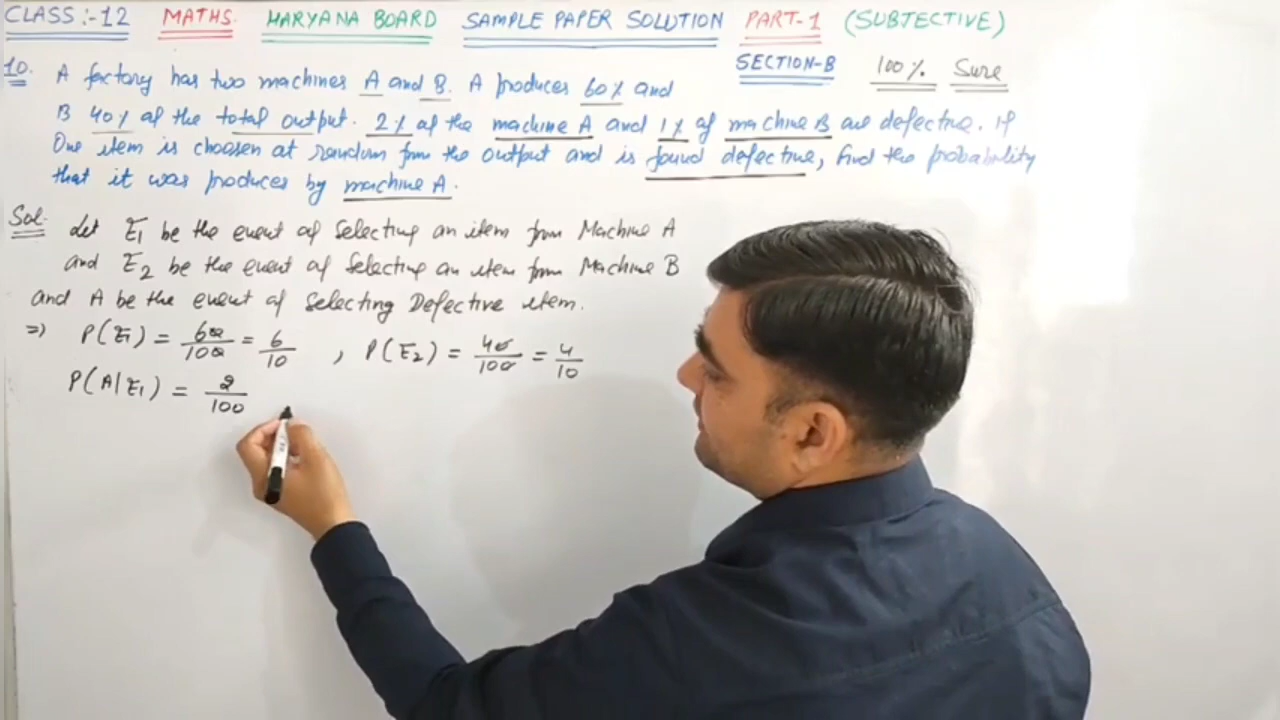 CLASS:-12 MATHS. HARYANA BOARD SAMPLE PAPER SOLUTION PART-1 (SUBJECTIVE)
SECTION-B 100%. Sure
10. A factory has two machines A and B. A produces 60% and
B 40% of the total output. 2% of the machine A and 1% of machine B are defective. If
One item is choosen at random from the output and is found defective, find the probability
that it was produces by machine A.
Sol. Let E1 be the event of Selecting an item from Machine A
and E2 be the event of Selecting an item from Machine B
and A be the event of Selecting Defective item.
=> P(E1) = 60/100 = 6/10 , P(E2) = 40/100 = 4/10
P(A|E1) = 2/100